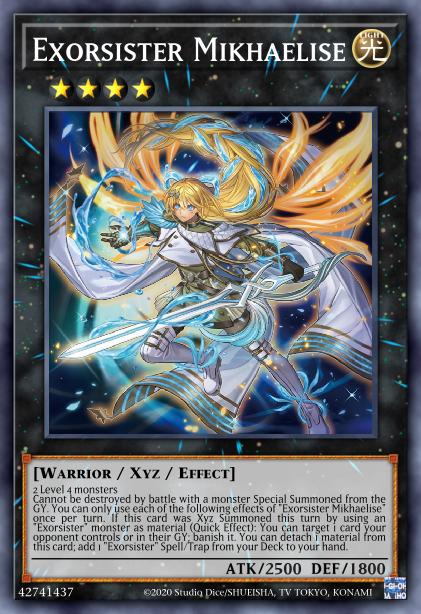 EXORSISTER MIKHAELISE
LIGHT
光
[WARRIOR / XYZ / EFFECT]
2 Level 4 monsters
Cannot be destroyed by battle with a monster Special Summoned from the
GY. You can only use each of the following effects of "Exorsister Mikhaelise"
once per turn. If this card was Xyz Summoned this turn by using an
"Exorsister" monster as material (Quick Effect): You can target 1 card your
opponent controls or in their GY; banish it. You can detach 1 material from
this card; add 1 "Exorsister" Spell/Trap from your Deck to your hand.
ATK/2500 DEF/1800
42741437
©2020 Studio Dice/SHUEISHA, TV TOKYO, KONAMI